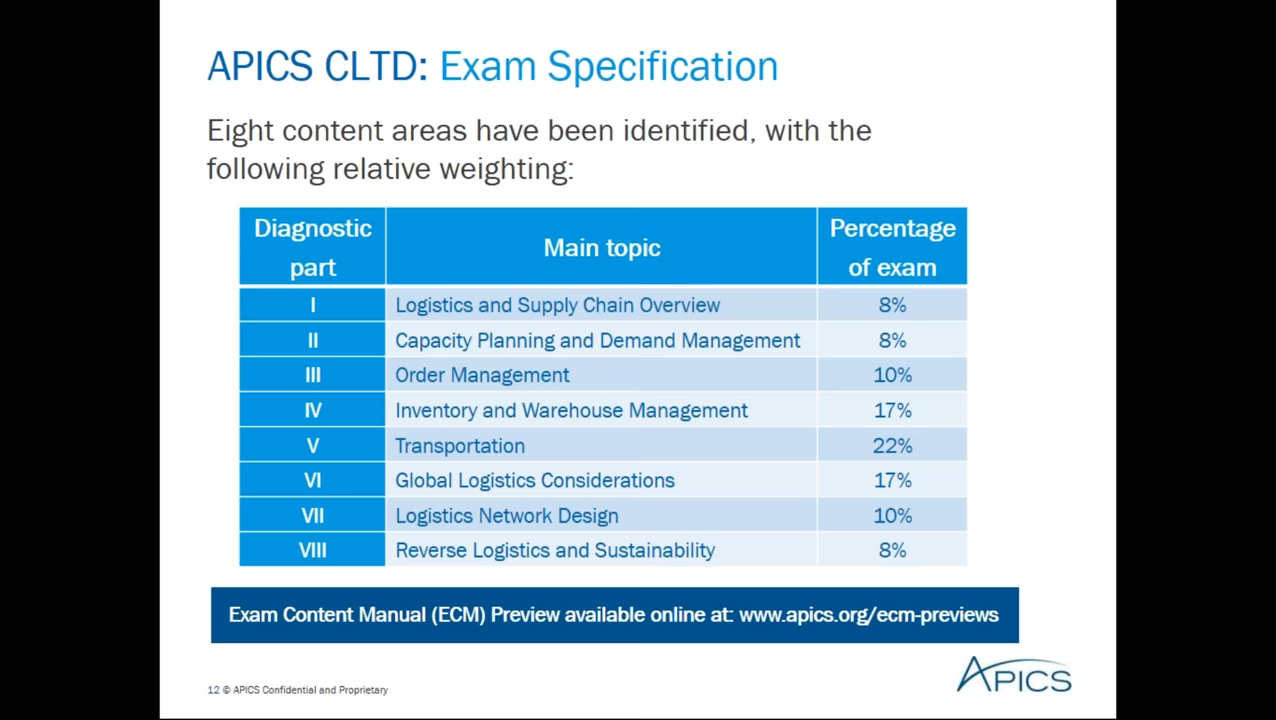 APICS CLTD: Exam Specification
Eight content areas have been identified, with the
following relative weighting:
Diagnostic part Main topic Percentage of exam
I Logistics and Supply Chain Overview 8%
II Capacity Planning and Demand Management 8%
III Order Management 10%
IV Inventory and Warehouse Management 17%
V Transportation 22%
VI Global Logistics Considerations 17%
VII Logistics Network Design 10%
VIII Reverse Logistics and Sustainability 8%
Exam Content Manual (ECM) Preview available online at: www.apics.org/ecm-previews
12 © APICS Confidential and Proprietary
APICS